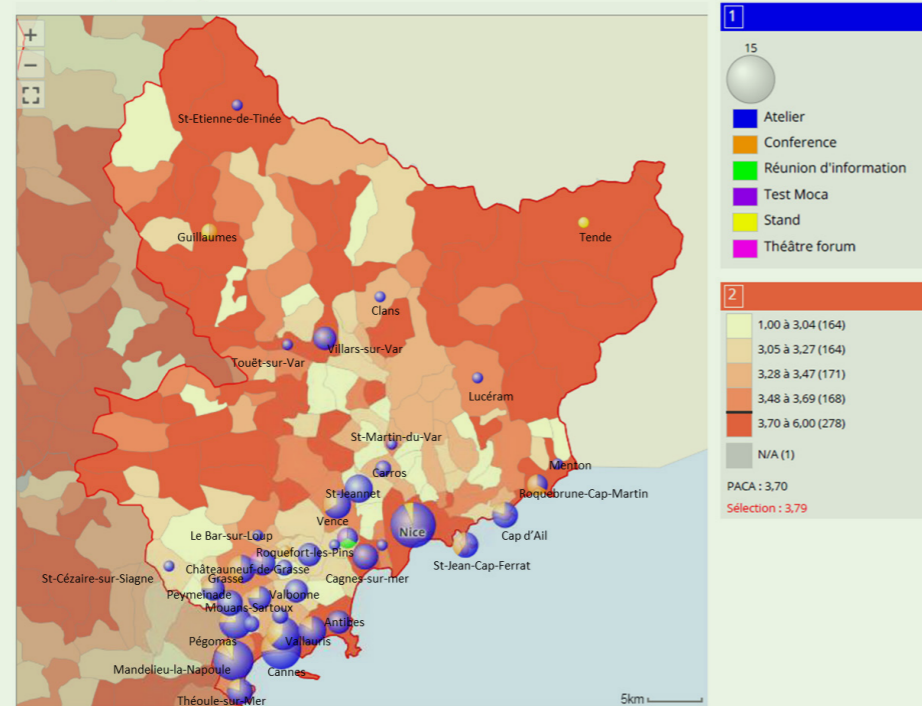 +
−
St-Etienne-de-Tinée
Guillaumes
Tende
Clans
Villars-sur-Var
Touët-sur-Var
Lucéram
St-Martin-du-Var
Menton
Carros
St-Jeannet
Roquebrune-Cap-Martin
Vence
Nice
Cap d'Ail
Le Bar-sur-Loup
Roquefort-les-Pins
St-Jean-Cap-Ferrat
Châteauneuf-de-Grasse
St-Cézaire-sur-Siagne
Grasse
Cagnes-sur-mer
Peymeinade
Valbonne
Mouans-Sartoux
Antibes
Pégomas
Vallauris
Mandelieu-la-Napoule
Cannes
Théoule-sur-Mer
5km
1
15
Atelier
Conference
Réunion d'information
Test Moca
Stand
Théâtre forum
2
1,00 à 3,04 (164)
3,05 à 3,27 (164)
3,28 à 3,47 (171)
3,48 à 3,69 (168)
3,70 à 6,00 (278)
N/A (1)
PACA : 3,70
Sélection : 3,79